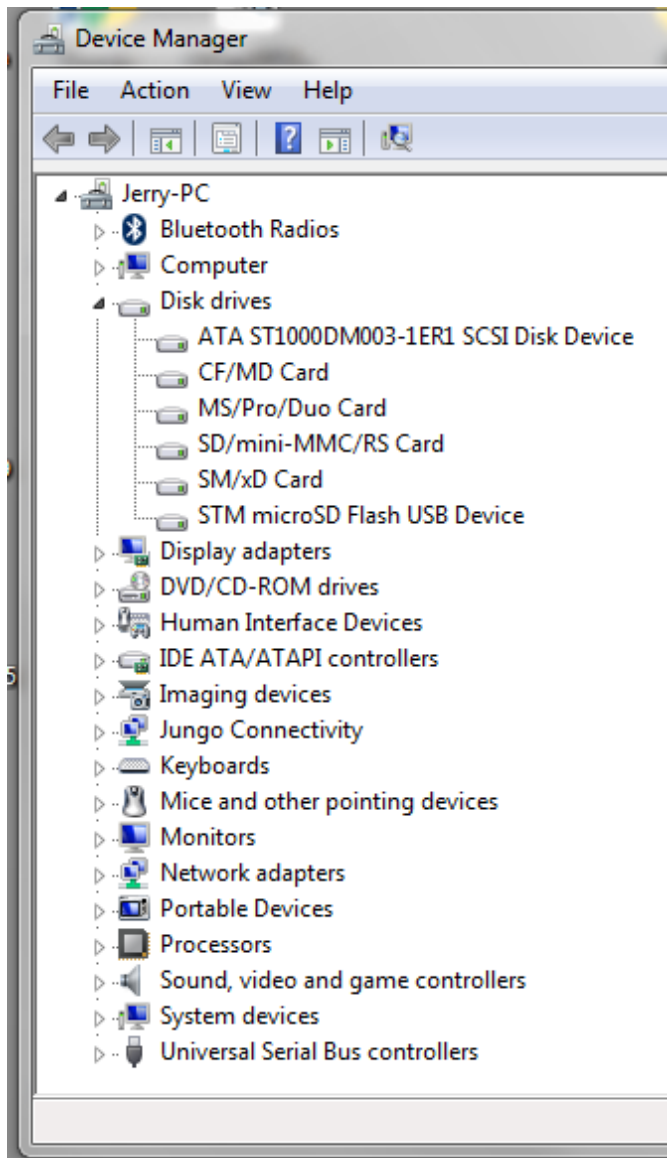 Device Manager
File Action View Help
Jerry-PC
Bluetooth Radios
Computer
Disk drives
ATA ST1000DM003-1ER1 SCSI Disk Device
CF/MD Card
MS/Pro/Duo Card
SD/mini-MMC/RS Card
SM/xD Card
STM microSD Flash USB Device
Display adapters
DVD/CD-ROM drives
Human Interface Devices
IDE ATA/ATAPI controllers
Imaging devices
Jungo Connectivity
Keyboards
Mice and other pointing devices
Monitors
Network adapters
Portable Devices
Processors
Sound, video and game controllers
System devices
Universal Serial Bus controllers